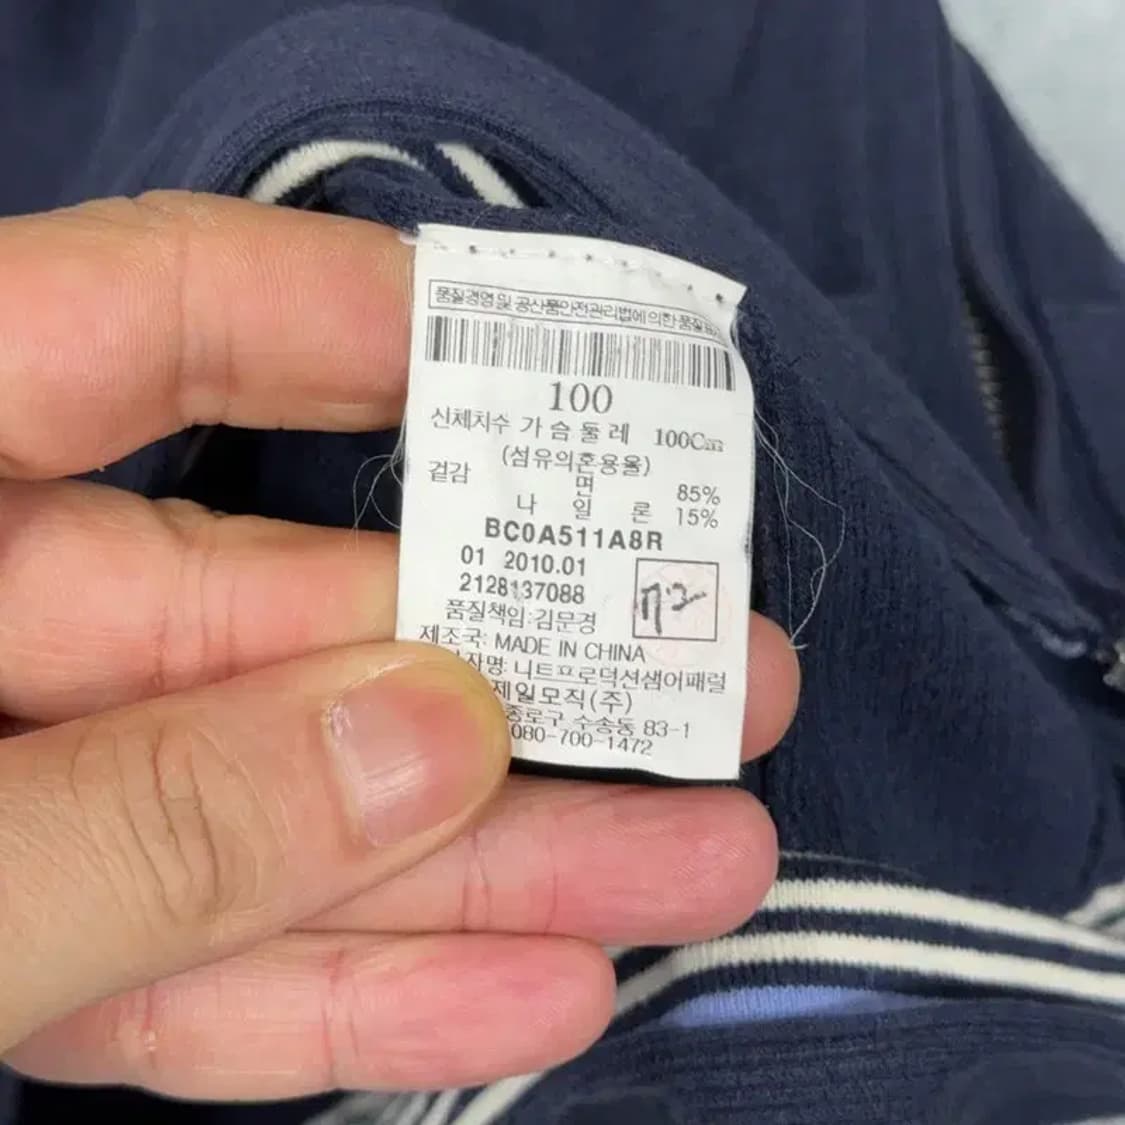 품질경영 및 공산품안전관리법에 의한 품질표시
100
신체치수 가슴둘레 100Cm
(섬유의혼용율)
겉감 면 85%
나 일 론 15%
BC0A511A8R
01 2010.01
2128137088
품질책임:김문경
제조국: MADE IN CHINA
자명: 니트프로덕션샘어패럴
제일모직(주)
종로구 수송동 83-1
080-700-1472